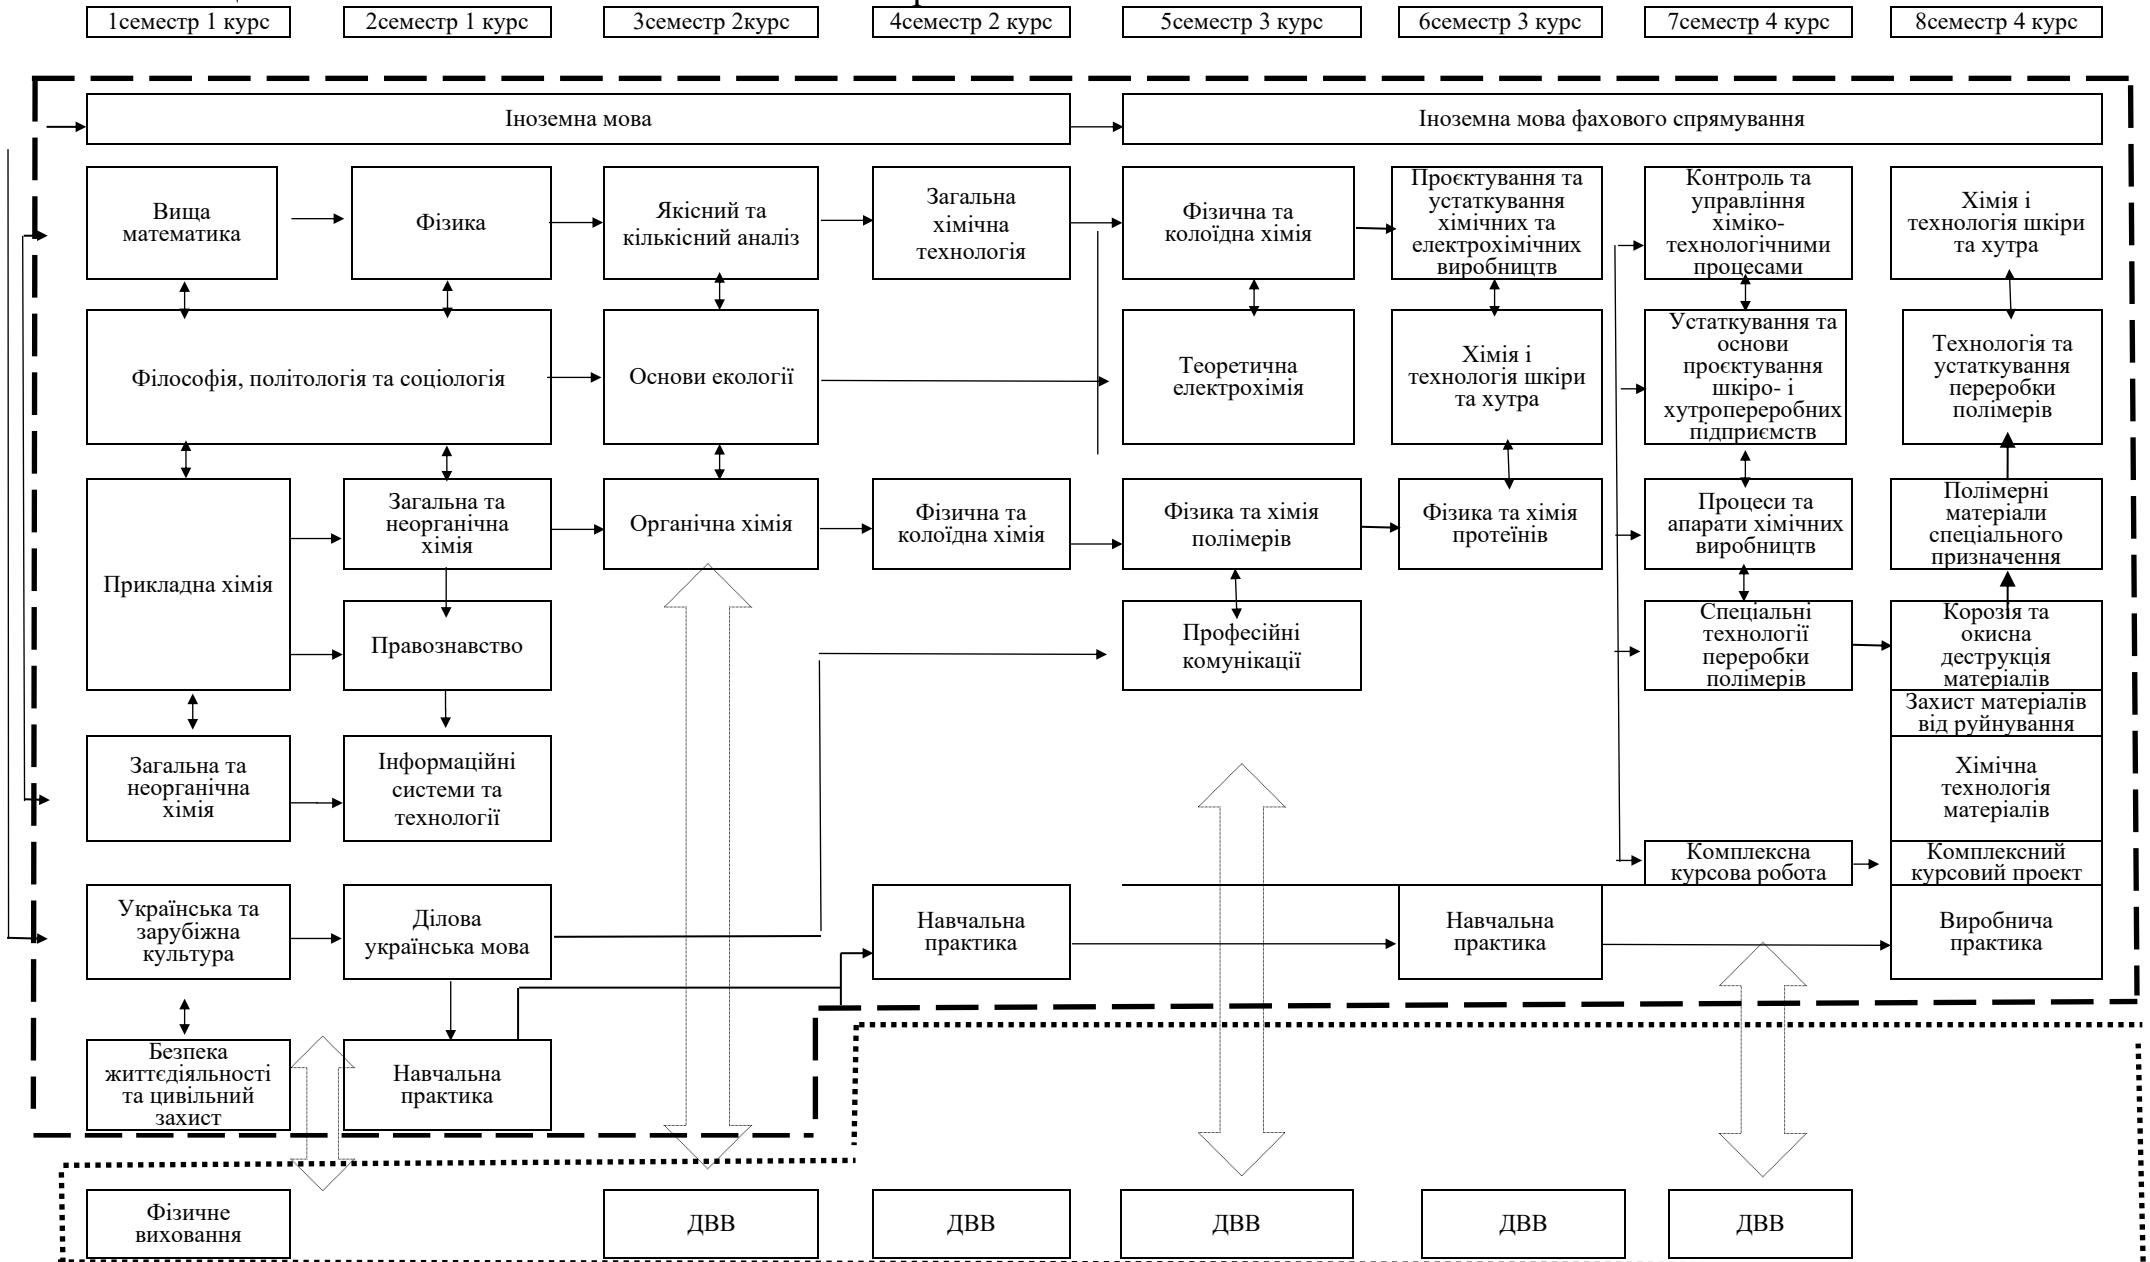 1семестр 1 курс
2семестр 1 курс
3семестр 2курс
4семестр 2 курс
5семестр 3 курс
6семестр 3 курс
7семестр 4 курс
8семестр 4 курс
Іноземна мова
Іноземна мова фахового спрямування
Вища
математика
Фізика
Якісний та
кількісний аналіз
Загальна
хімічна
технологія
Фізична та
колоїдна хімія
Проєктування та
устаткування
хімічних та
електрохімічних
виробництв
Контроль та
управління
хіміко-
технологічними
процесами
Хімія і
технологія шкіри
та хутра
Філософія, політологія та соціологія
Основи екології
Теоретична
електрохімія
Хімія і
технологія шкіри
та хутра
Устаткування та
основи
проєктування
шкіро- і
хутропереробних
підприємств
Технологія та
устаткування
переробки
полімерів
Прикладна хімія
Загальна та
неорганічна
хімія
Органічна хімія
Фізична та
колоїдна хімія
Фізика та хімія
полімерів
Фізика та хімія
протеїнів
Процеси та
апарати хімічних
виробництв
Полімерні
матеріали
спеціального
призначення
Правознавство
Професійні
комунікації
Спеціальні
технології
переробки
полімерів
Корозія та
окисна
деструкція
матеріалів
Захист матеріалів
від руйнування
Загальна та
неорганічна
хімія
Інформаційні
системи та
технології
Хімічна
технологія
матеріалів
Комплексна
курсова робота
Комплексний
курсовий проект
Українська та
зарубіжна
культура
Ділова
українська мова
Навчальна
практика
Навчальна
практика
Виробнича
практика
Безпека
життєдіяльності
та цивільний
захист
Навчальна
практика
Фізичне
виховання
ДВВ
ДВВ
ДВВ
ДВВ
ДВВ